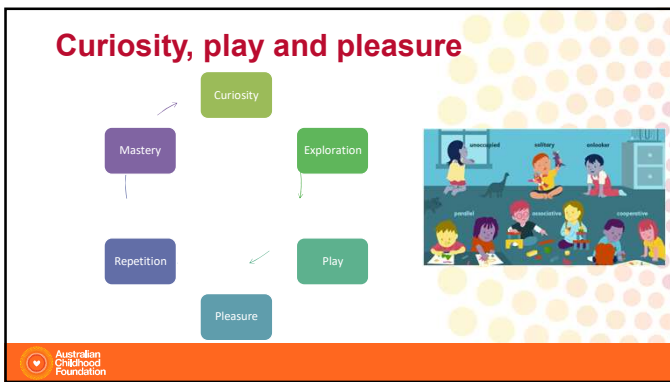 Curiosity, play and pleasure
Curiosity
Exploration
Play
Pleasure
Repetition
Mastery
unoccupied solitary onlooker
parallel associative cooperative
Australian
Childhood
Foundation